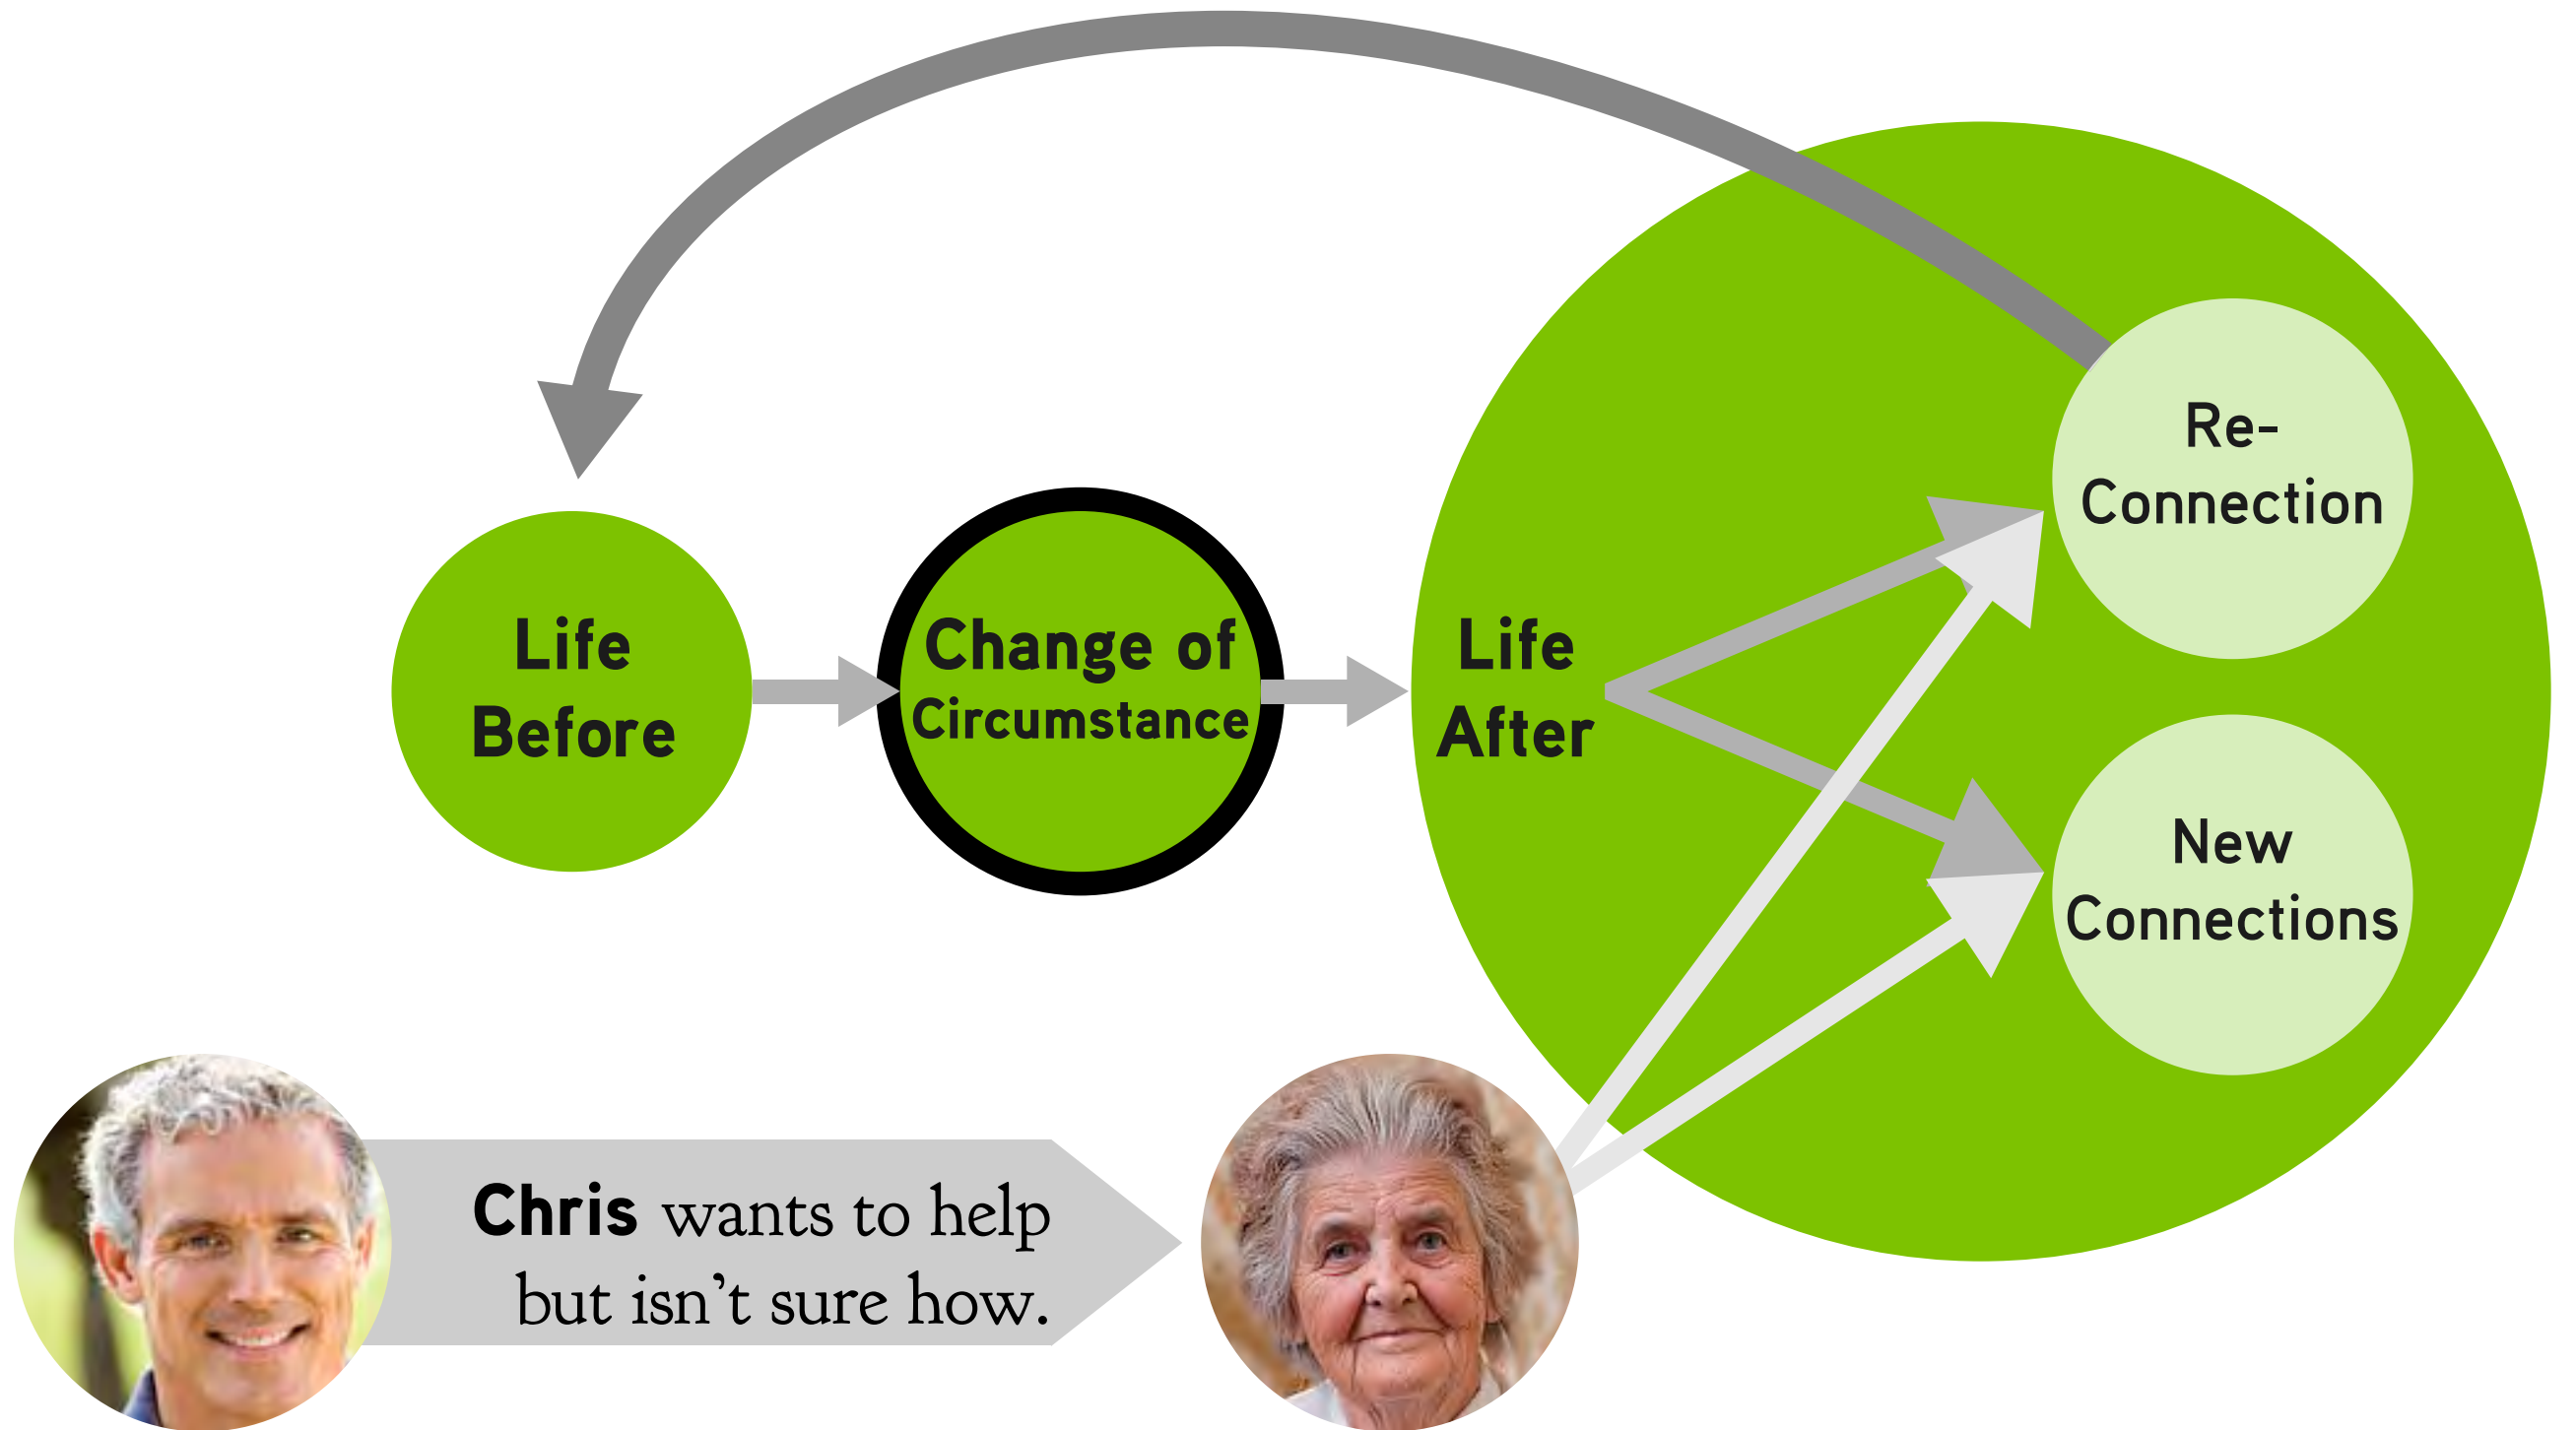 Life
Before
Change of
Circumstance
Life
After
Re-
Connection
New
Connections
Chris wants to help
but isn’t sure how.